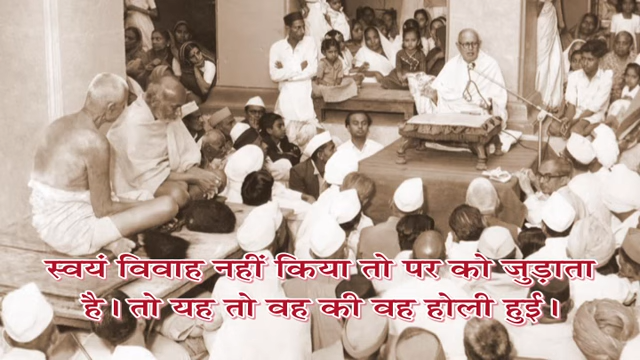 स्वयं विवाह नहीं किया तो पर को जुड़ाता
है। तो यह तो वह की वह होली हुई।